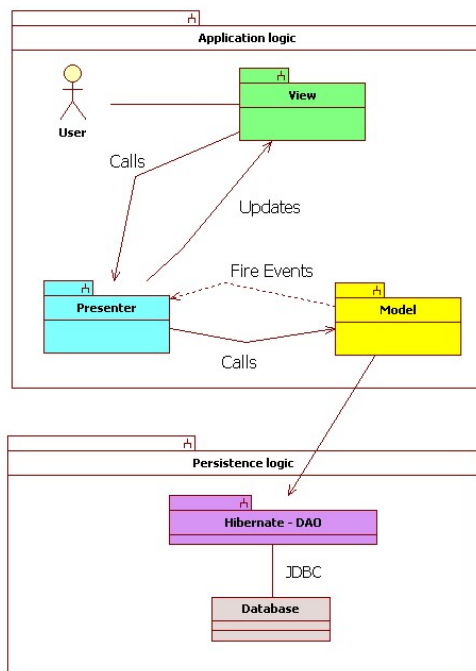 Application logic
View
User
Calls
Updates
Fire Events
Presenter
Model
Calls
Persistence logic
Hibernate - DAO
JDBC
Database